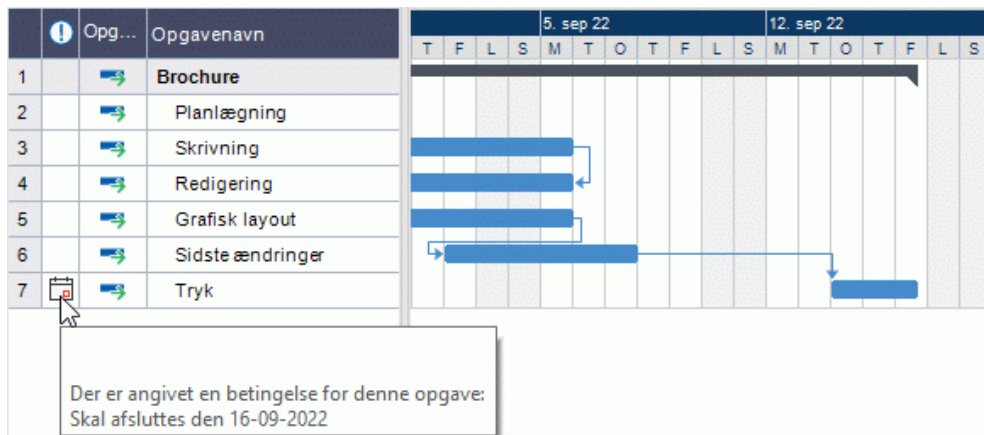 Opg... Opgavenavn
5. sep 22 12. sep 22
T F L S M T O T F L S M T O T F L S
1 Brochure
2 Planlægning
3 Skrivning
4 Redigering
5 Grafisk layout
6 Sidste ændringer
7 Tryk
Der er angivet en betingelse for denne opgave:
Skal afsluttes den 16-09-2022